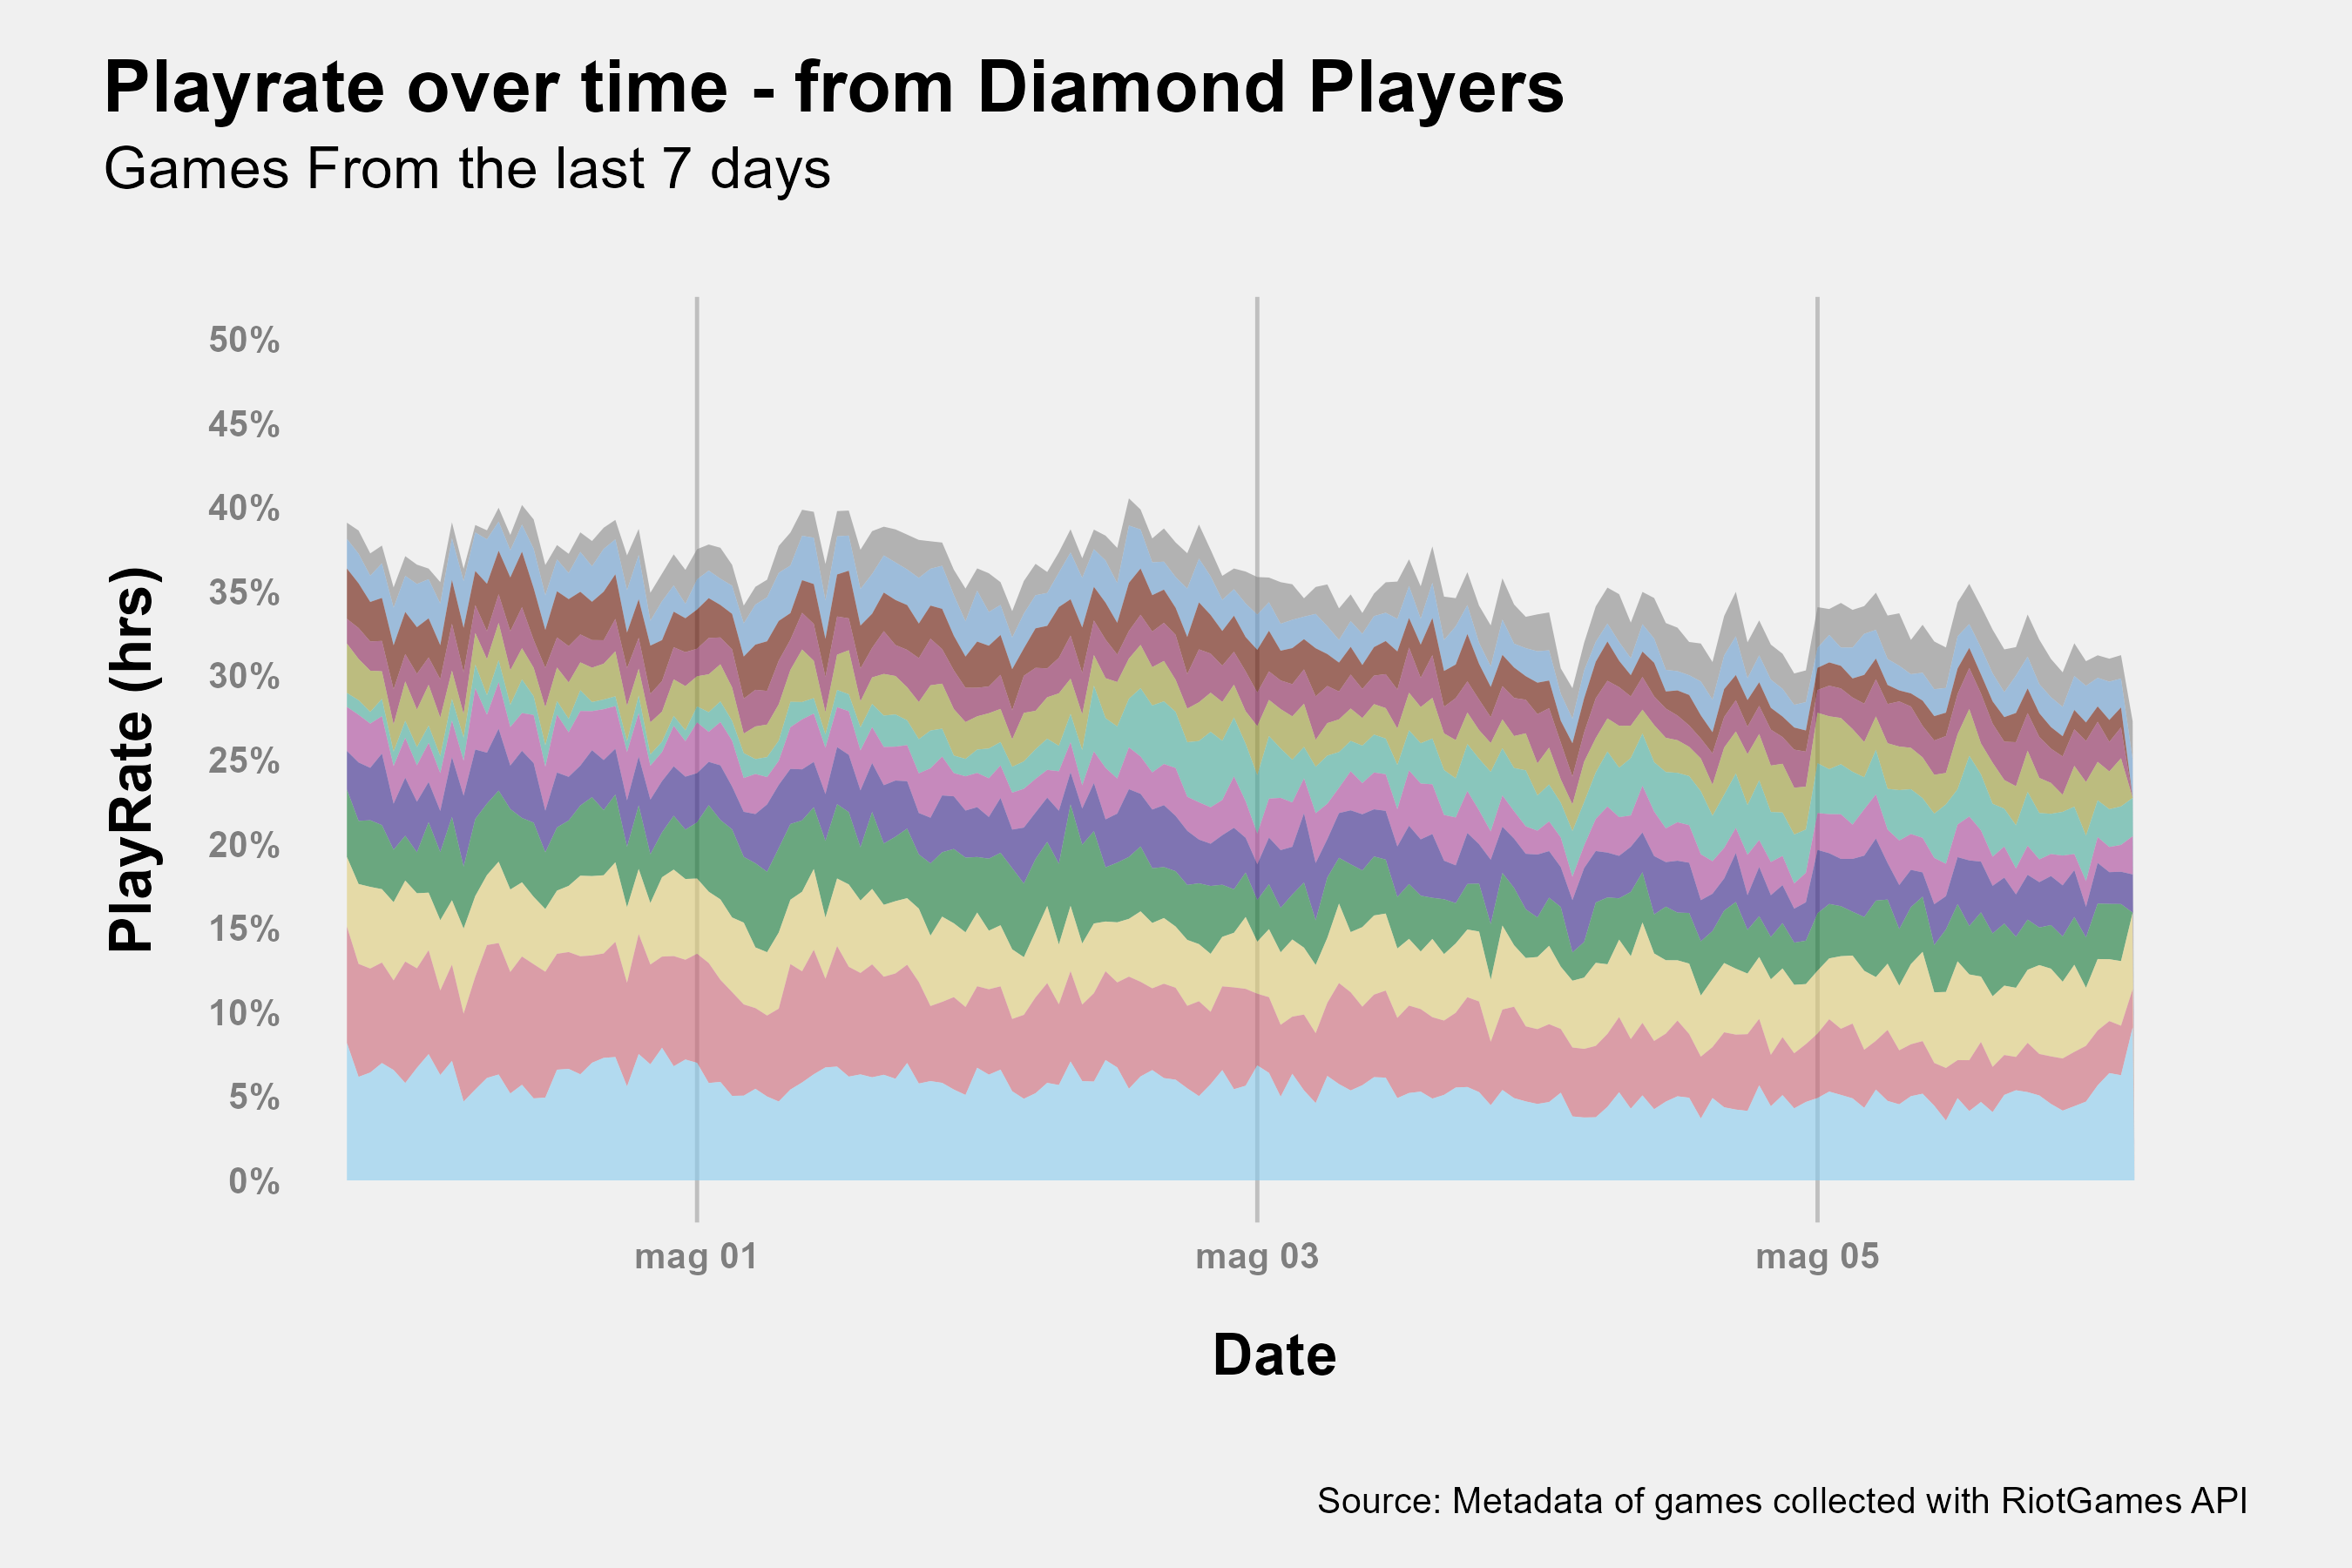 Playrate over time - from Diamond Players
Games From the last 7 days
PlayRate (hrs)
50%
45%
40%
35%
30%
25%
20%
15%
10%
5%
0%
mag 01
mag 03
mag 05
Date
Source: Metadata of games collected with RiotGames API